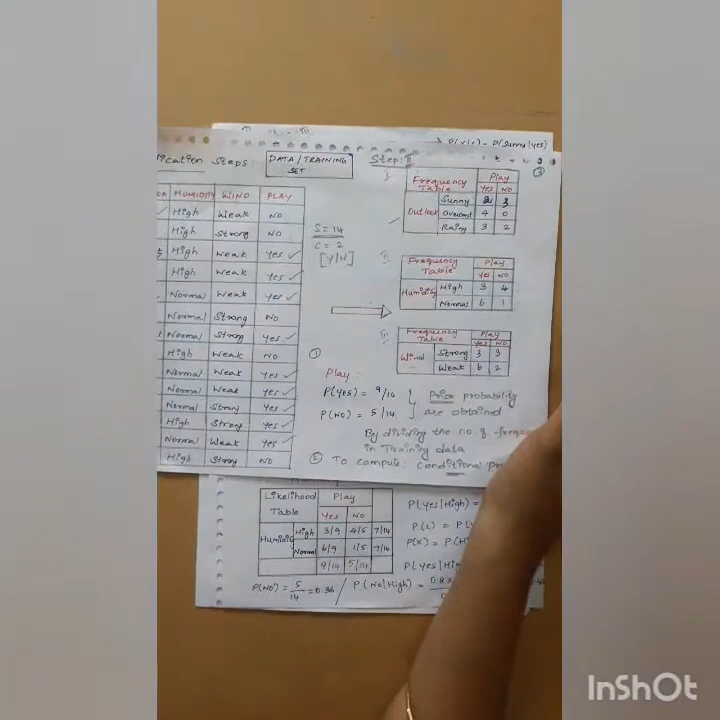 P(x|c) = P(Sunny|Yes)
Steps
DATA/TRAINING
SET
Step: II
3
HUMIDITY WIND PLAY
High Weak NO
High Strong NO
High Weak Yes ✓
High Weak Yes ✓
Normal Weak Yes ✓
Normal Strong NO
Normal Strong Yes ✓
High Weak NO
Normal Weak Yes ✓
Normal Weak Yes ✓
Normal Strong Yes ✓
High Strong Yes ✓
Normal Weak Yes ✓
High Strong NO
S = 14
C = 2
[Y/N]
I
Frequency Table Play
Yes NO
Outlook Sunny 2 3
Overcast 4 0
Rainy 3 2
II
Frequency Table Play
Yes NO
Humidity High 3 4
Normal 6 1
III
Frequency Table Play
Yes NO
Wind Strong 3 3
Weak 6 2
1
Play:
P(Yes) = 9/14
P(NO) = 5/14
Prior probability
are obtained
By dividing the no of
in Training data
2 To compute: Conditional
Likelihood Table Play
Yes NO
Humidity High 3/9 4/5 7/14
Normal 6/9 1/5 7/14
9/14 5/14
P(NO) = 5/14 = 0.36 / P(No|High) =
P(Yes|High) =
P(c) =
P(x) =
InShOt